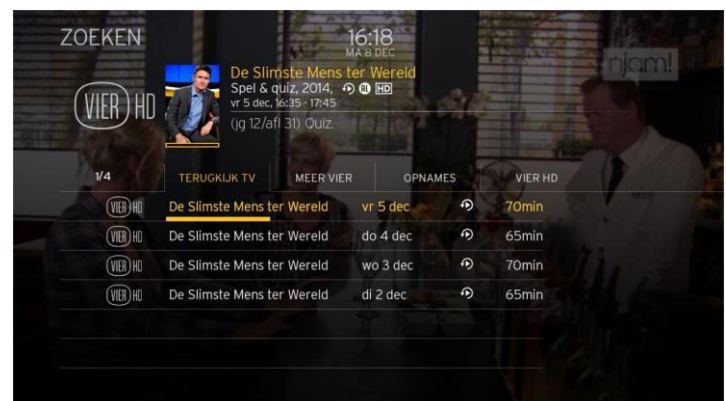 ZOEKEN
16:18
MA 8 DEC
njam!
De Slimste Mens ter Wereld
Spel & quiz, 2014, HD
VIER HD
vr 5 dec, 16:35 - 17:45
(jg 12/afl 31) Quiz.
1/4 TERUGKIJK TV MEER VIER OPNAMES VIER HD
VIER HD De Slimste Mens ter Wereld vr 5 dec 70min
VIER HD De Slimste Mens ter Wereld do 4 dec 65min
VIER HD De Slimste Mens ter Wereld wo 3 dec 70min
VIER HD De Slimste Mens ter Wereld di 2 dec 65min